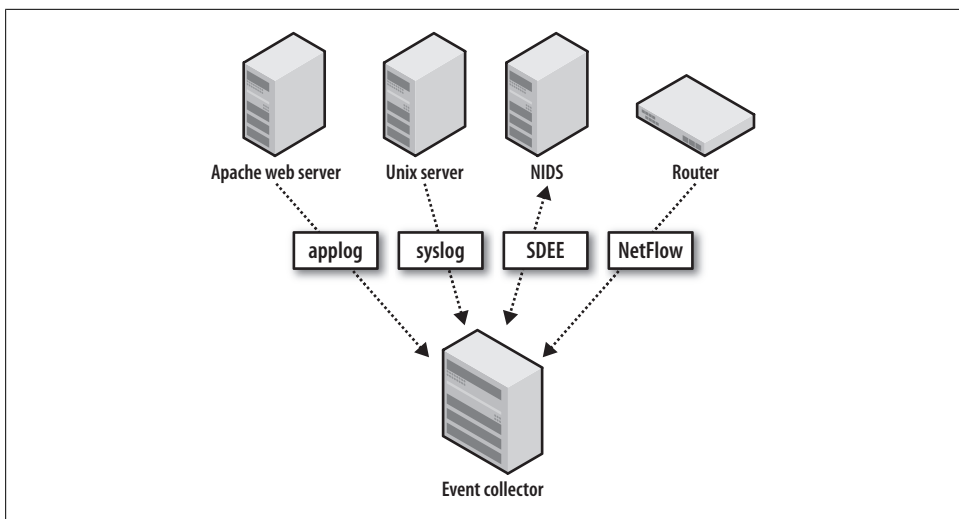 Apache web server
Unix server
NIDS
Router
applog
syslog
SDEE
NetFlow
Event collector